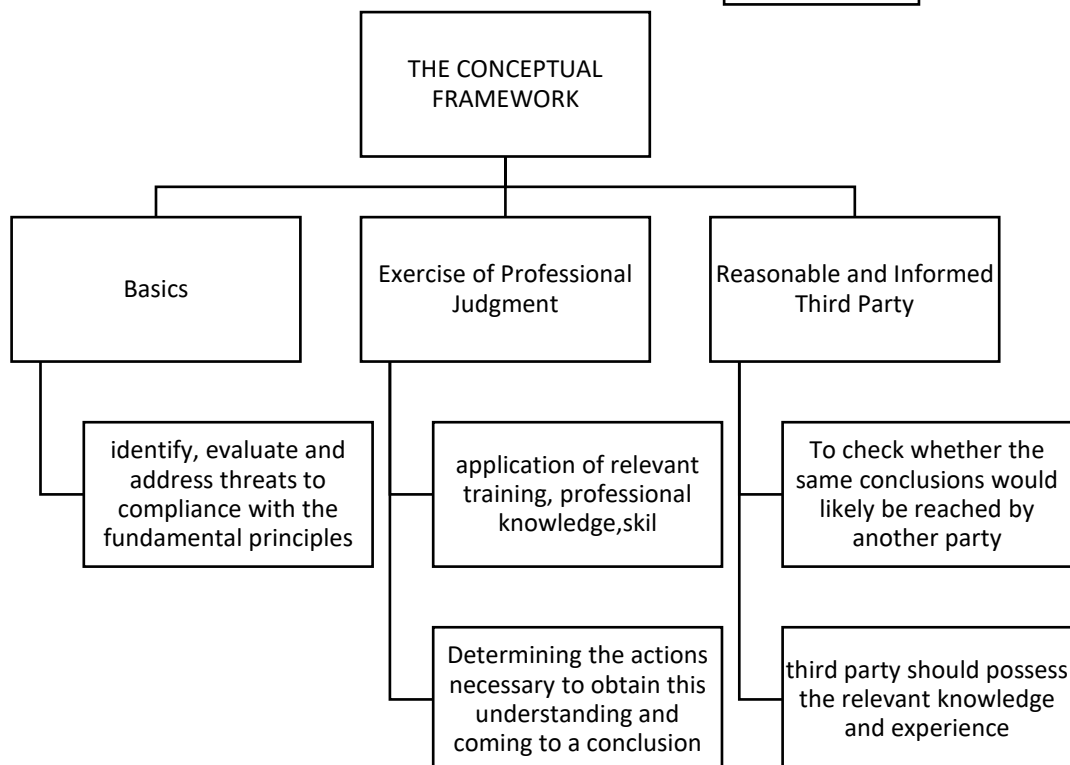 THE CONCEPTUAL
FRAMEWORK
Basics
identify, evaluate and
address threats to
compliance with the
fundamental principles
Exercise of Professional
Judgment
application of relevant
training, professional
knowledge,skil
Determining the actions
necessary to obtain this
understanding and
coming to a conclusion
Reasonable and Informed
Third Party
To check whether the
same conclusions would
likely be reached by
another party
third party should possess
the relevant knowledge
and experience